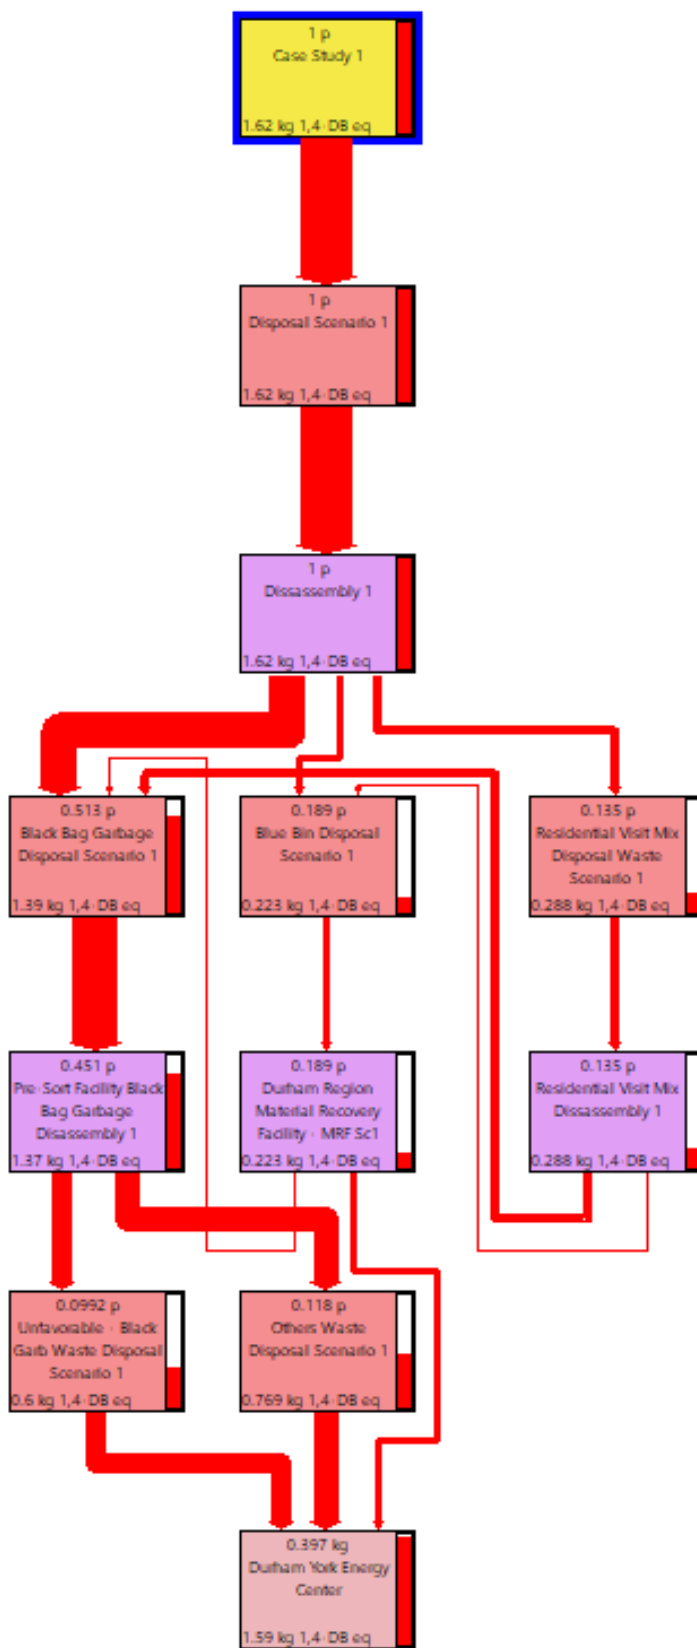 1 p
Case Study 1
1.62 kg 1,4-DB eq
1 p
Disposal Scenario 1
1.62 kg 1,4-DB eq
1 p
Dissassembly 1
1.62 kg 1,4-DB eq
0.513 p
Black Bag Garbage
Disposal Scenario 1
1.39 kg 1,4-DB eq
0.189 p
Blue Bin Disposal
Scenario 1
0.223 kg 1,4-DB eq
0.135 p
Residential Visit Mix
Disposal Waste
Scenario 1
0.288 kg 1,4-DB eq
0.451 p
Pre-Sort Facility Black
Bag Garbage
Disassembly 1
1.37 kg 1,4-DB eq
0.189 p
Durham Region
Material Recovery
Facility - MRF Sc1
0.223 kg 1,4-DB eq
0.135 p
Residential Visit Mix
Dissassembly 1
0.288 kg 1,4-DB eq
0.0992 p
Unfavorable - Black
Garb Waste Disposal
Scenario 1
0.6 kg 1,4-DB eq
0.118 p
Others Waste
Disposal Scenario 1
0.769 kg 1,4-DB eq
0.397 kg
Durham York Energy
Center
1.59 kg 1,4-DB eq